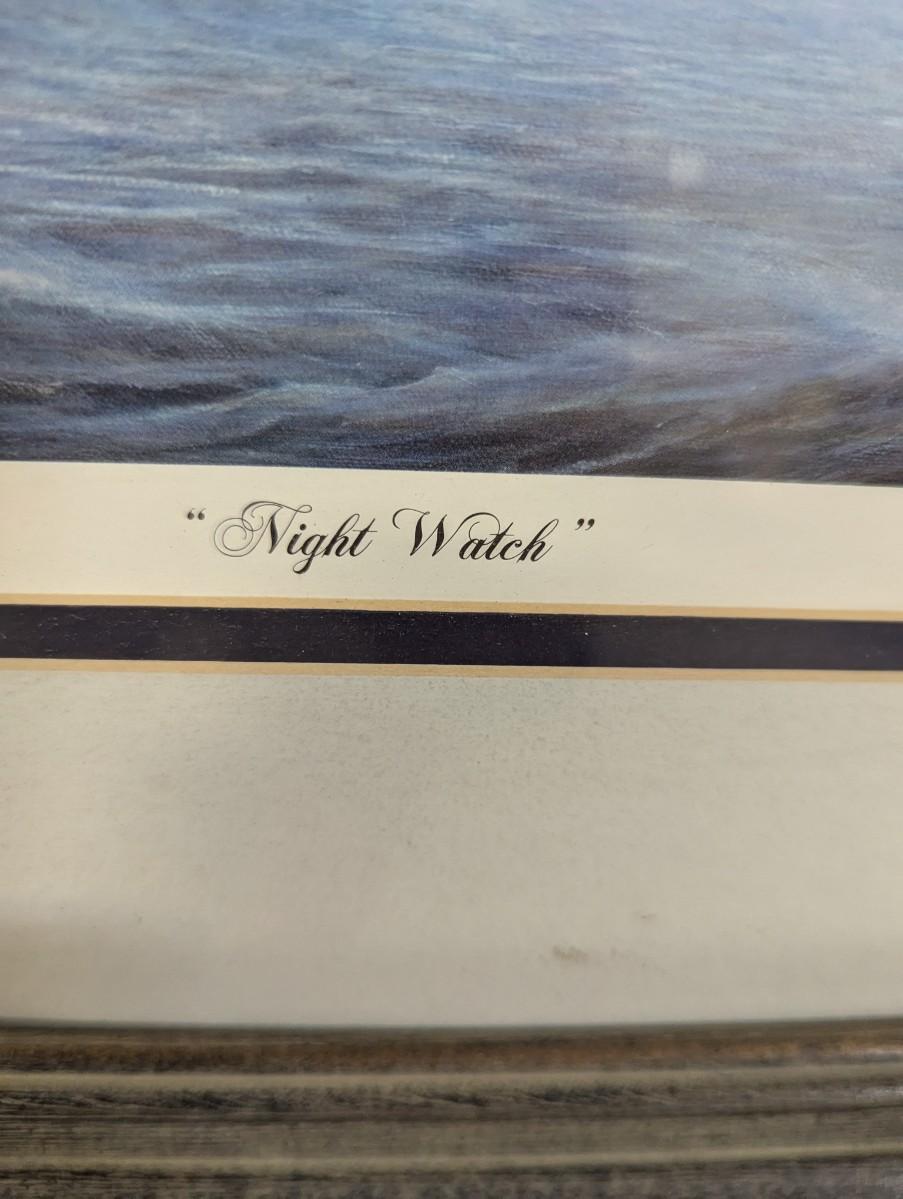 “ Night Watch ”